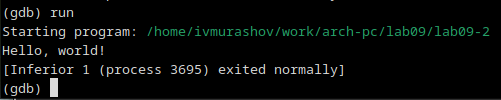 (gdb) run
Starting program: /home/ivmurashov/work/arch-pc/lab09/lab09-2
Hello, world!
[Inferior 1 (process 3695) exited normally]
(gdb)